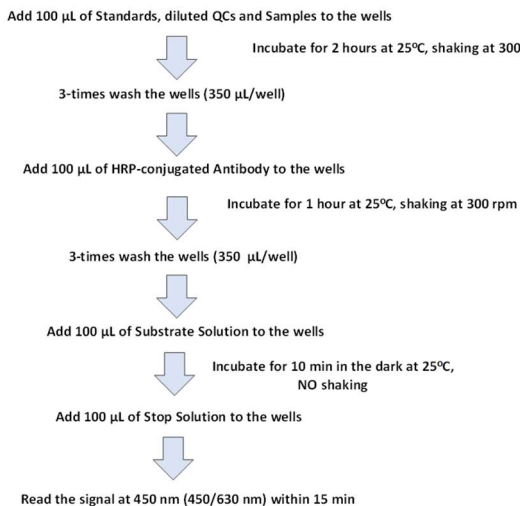 Add 100 µL of Standards, diluted QCs and Samples to the wells
Incubate for 2 hours at 25ºC, shaking at 300
3-times wash the wells (350 µL/well)
Add 100 µL of HRP-conjugated Antibody to the wells
Incubate for 1 hour at 25ºC, shaking at 300 rpm
3-times wash the wells (350 µL/well)
Add 100 µL of Substrate Solution to the wells
Incubate for 10 min in the dark at 25ºC,
NO shaking
Add 100 µL of Stop Solution to the wells
Read the signal at 450 nm (450/630 nm) within 15 min